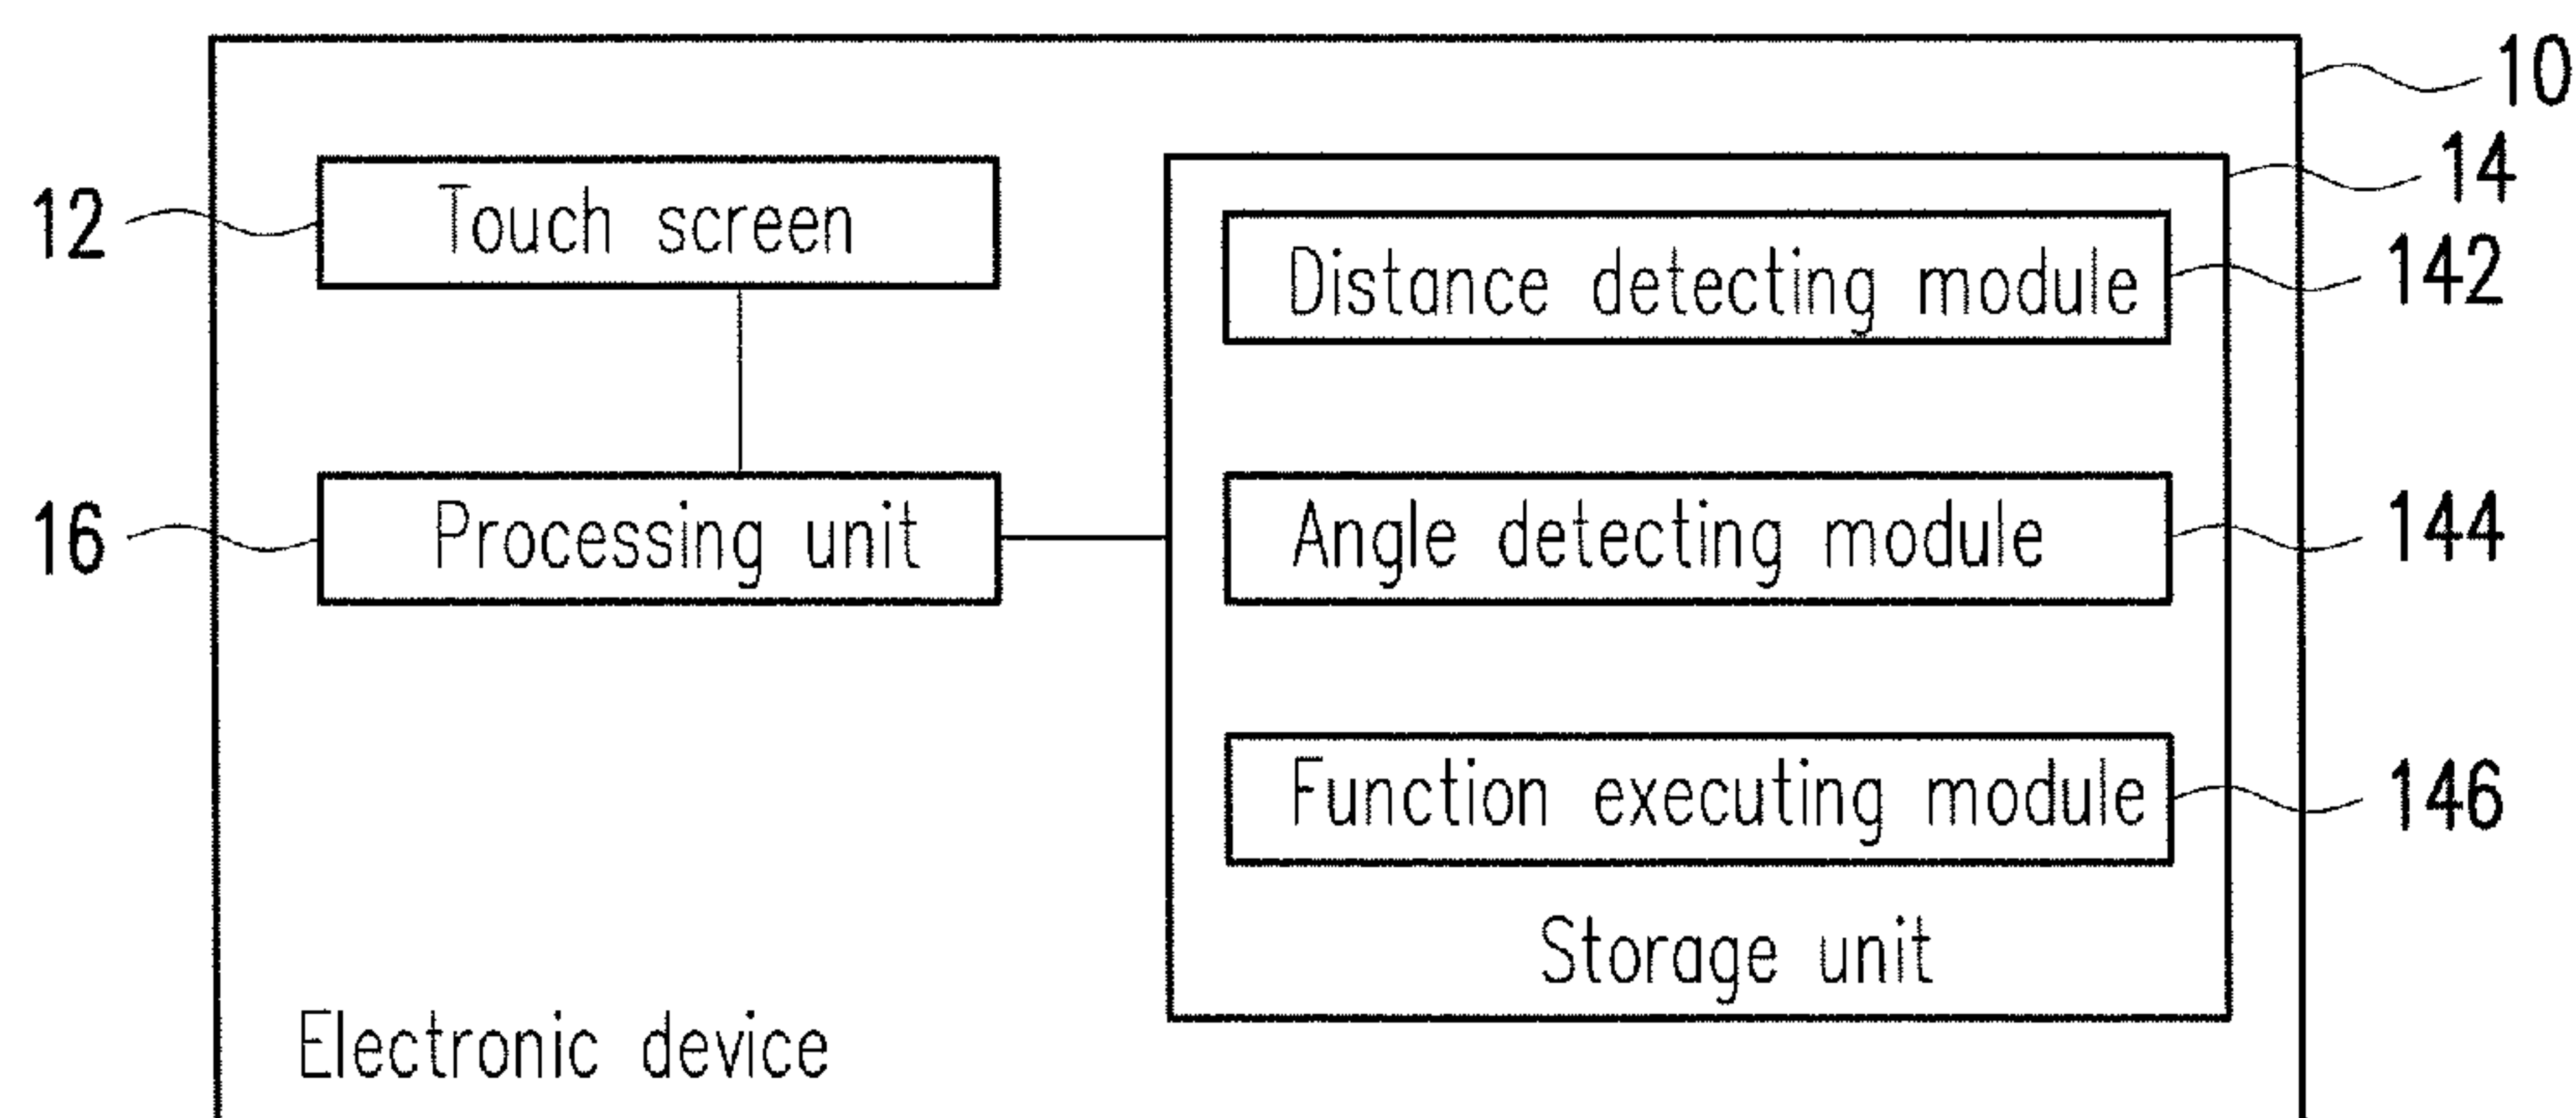 10
14
12 Touch screen
Distance detecting module 142
16 Processing unit
Angle detecting module 144
Function executing module 146
Storage unit
Electronic device